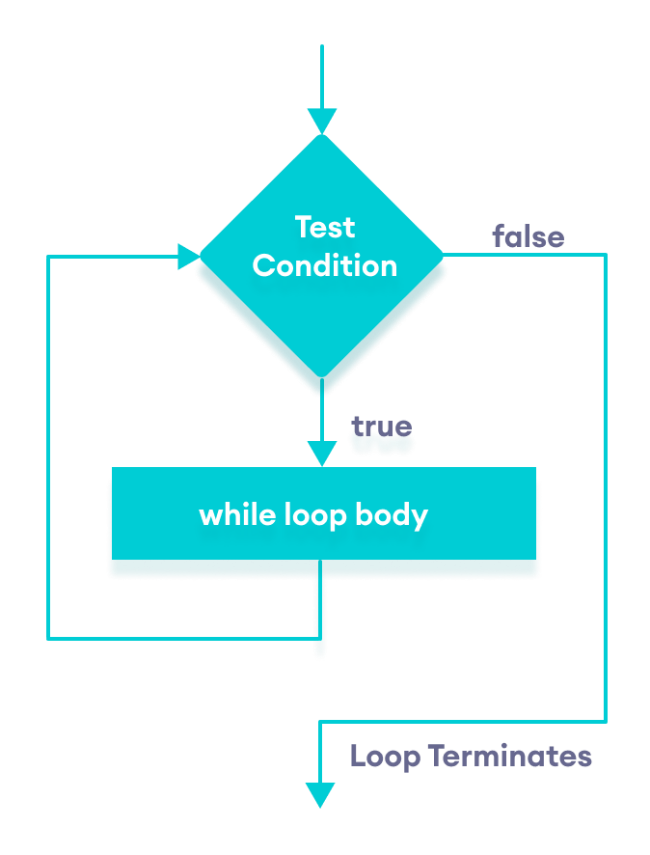 Test
Condition
false
true
while loop body
Loop Terminates